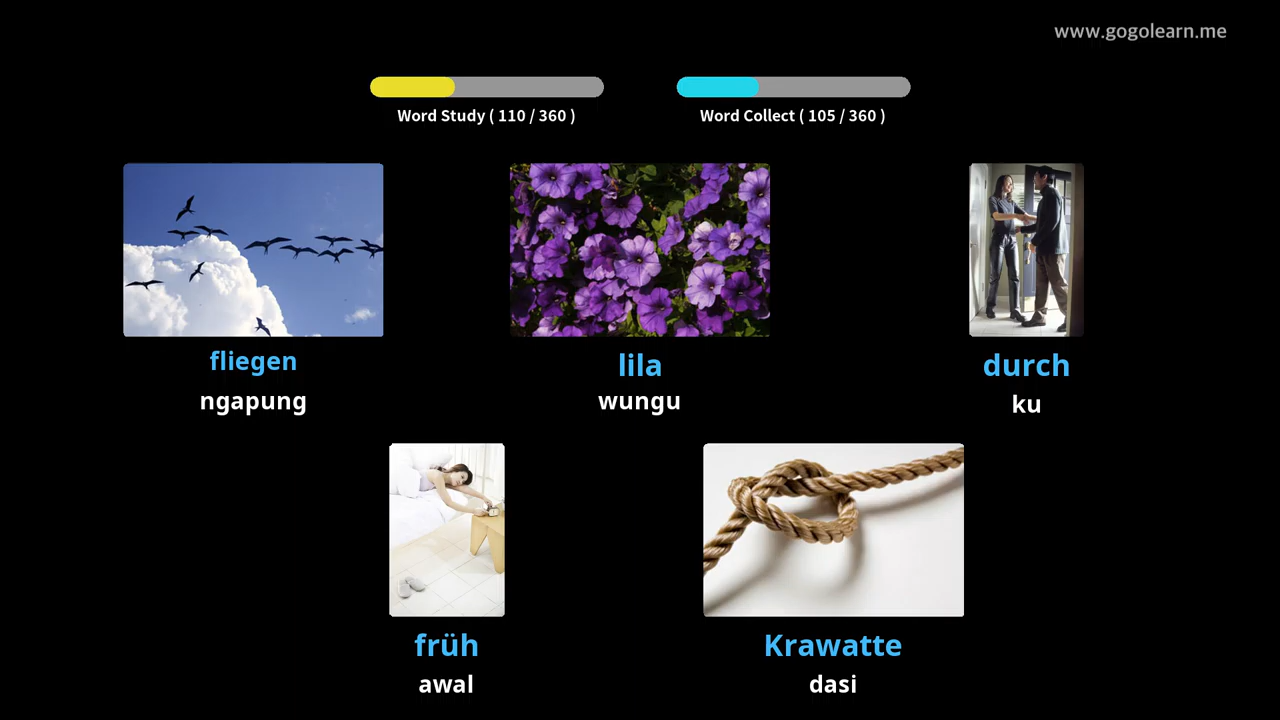 www.gogolearn.me
Word Study ( 110 / 360 )
Word Collect ( 105 / 360 )
fliegen
ngapung
lila
wungu
durch
ku
früh
awal
Krawatte
dasi